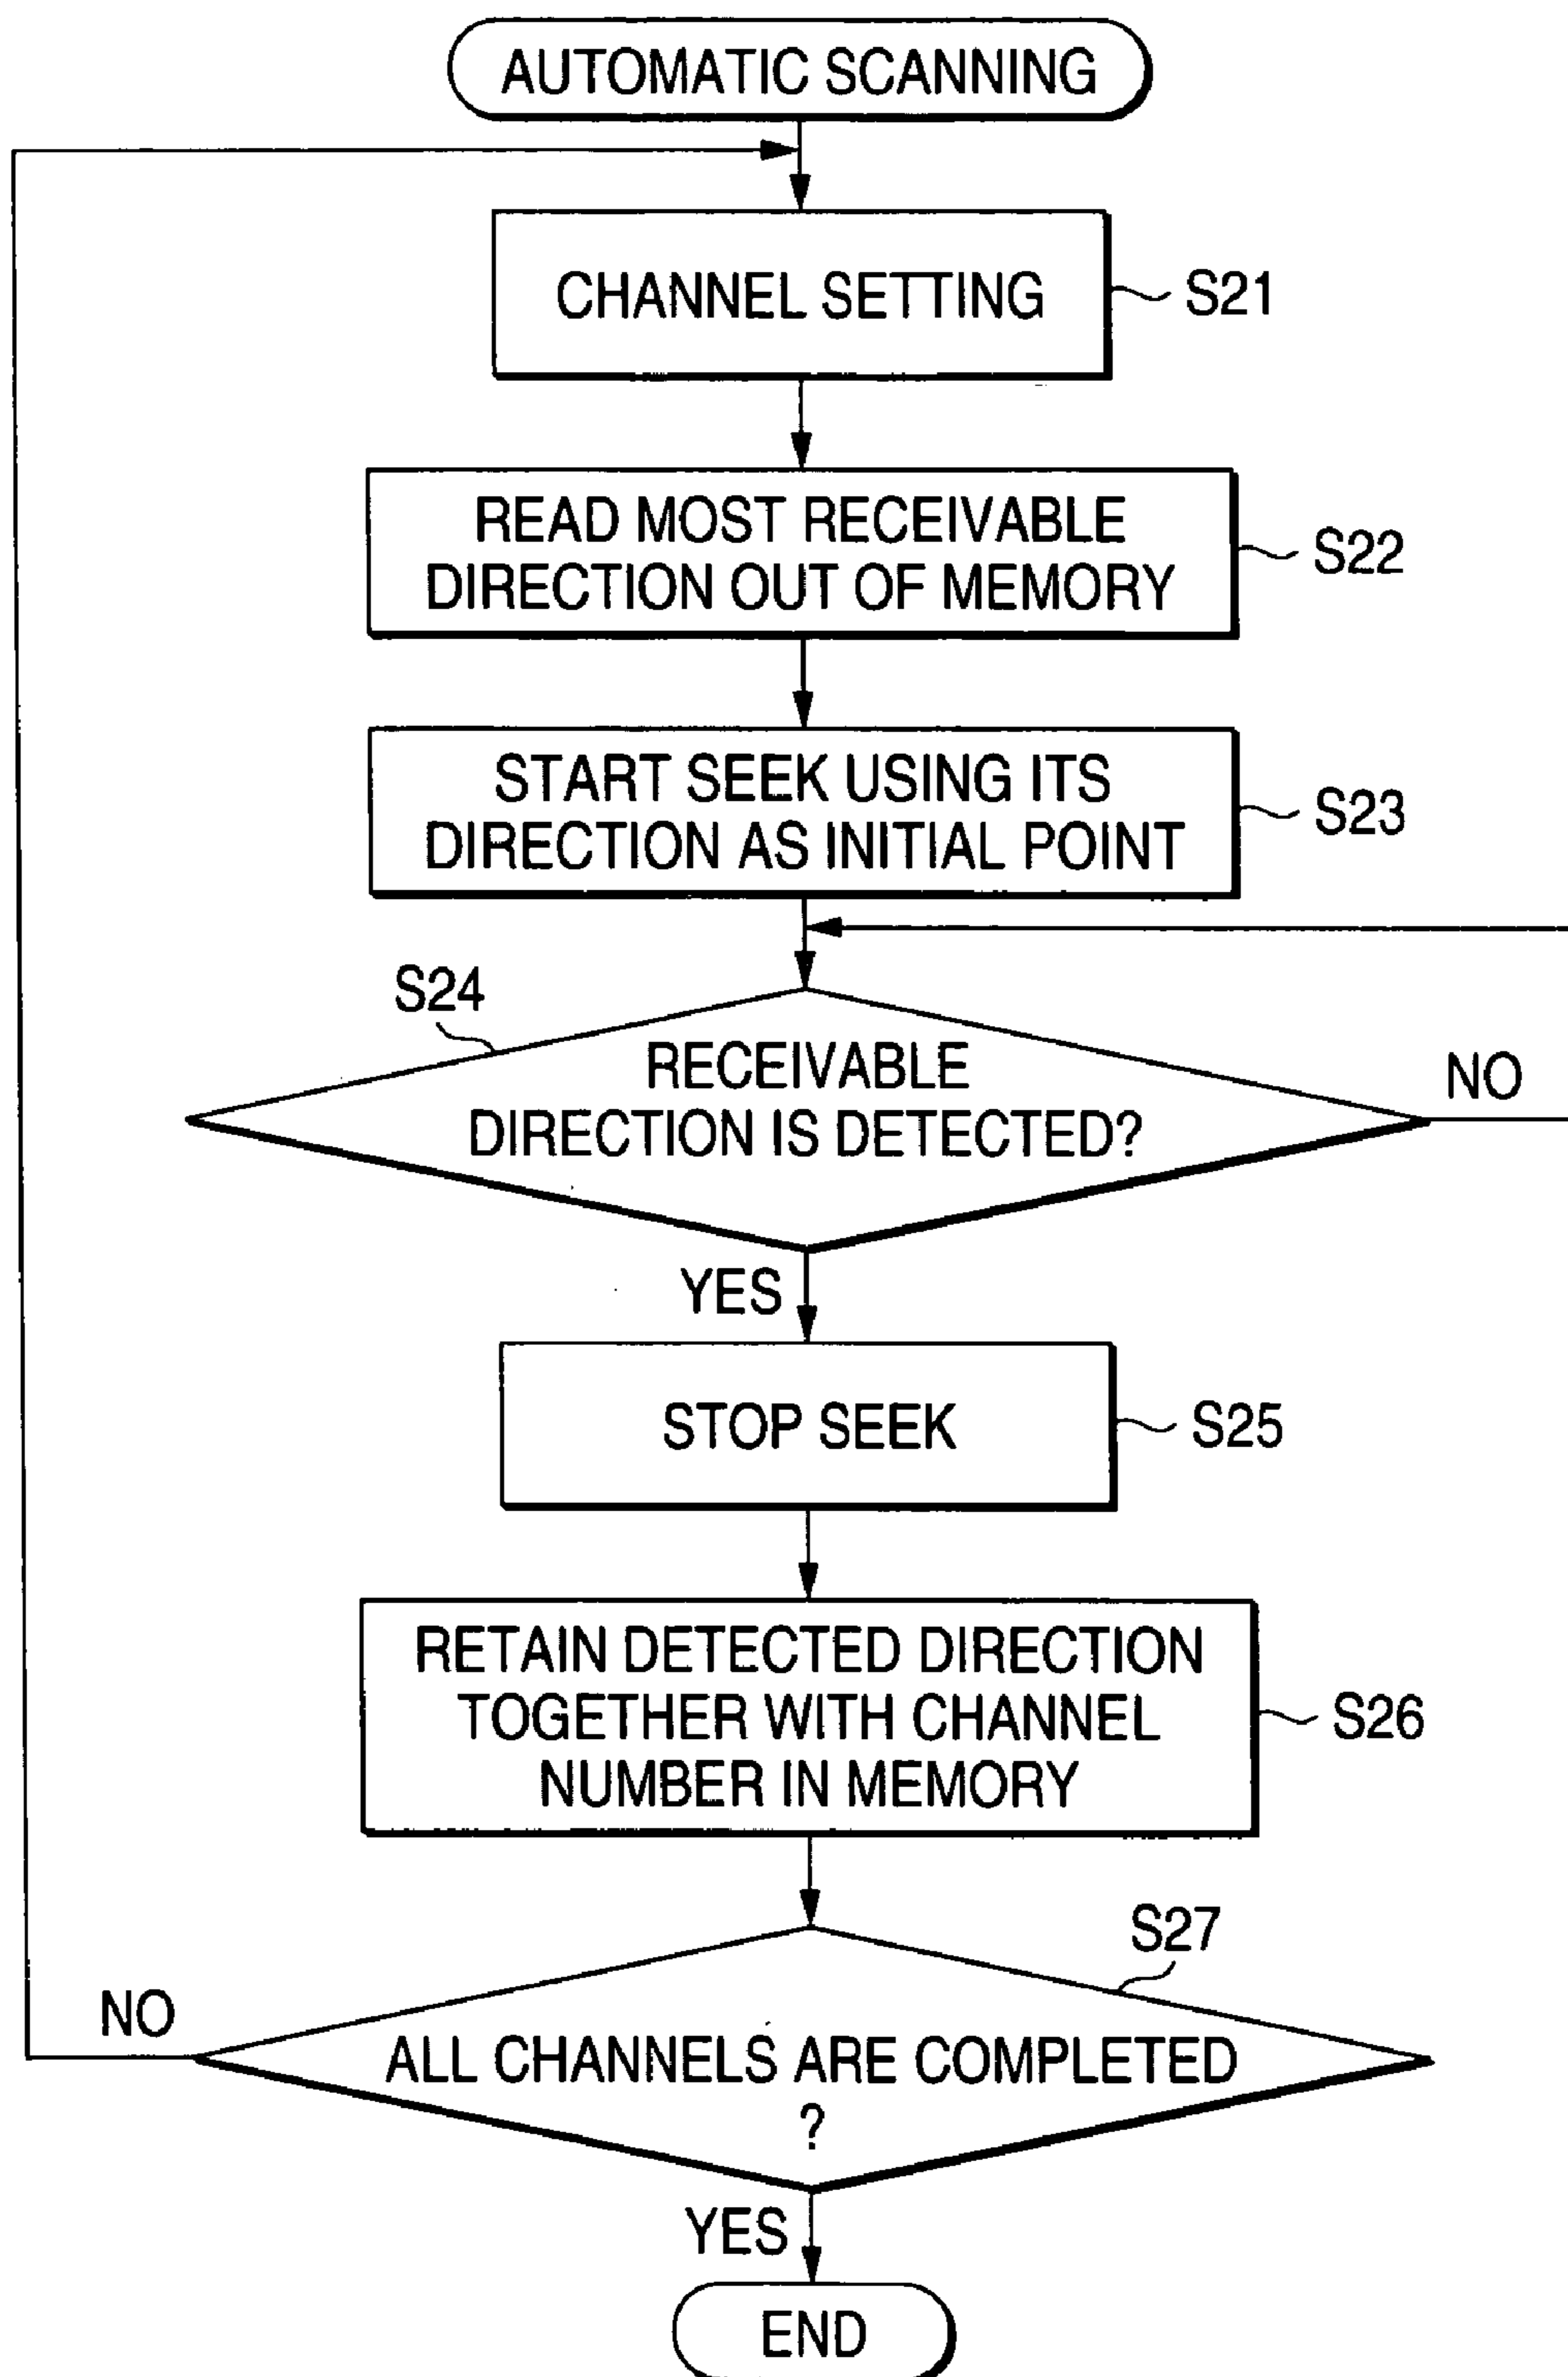 AUTOMATIC SCANNING
CHANNEL SETTING
S21
READ MOST RECEIVABLE
DIRECTION OUT OF MEMORY
S22
START SEEK USING ITS
DIRECTION AS INITIAL POINT
S23
S24
RECEIVABLE
DIRECTION IS DETECTED?
NO
YES
STOP SEEK
S25
RETAIN DETECTED DIRECTION
TOGETHER WITH CHANNEL
NUMBER IN MEMORY
S26
S27
NO
ALL CHANNELS ARE COMPLETED
?
YES
END